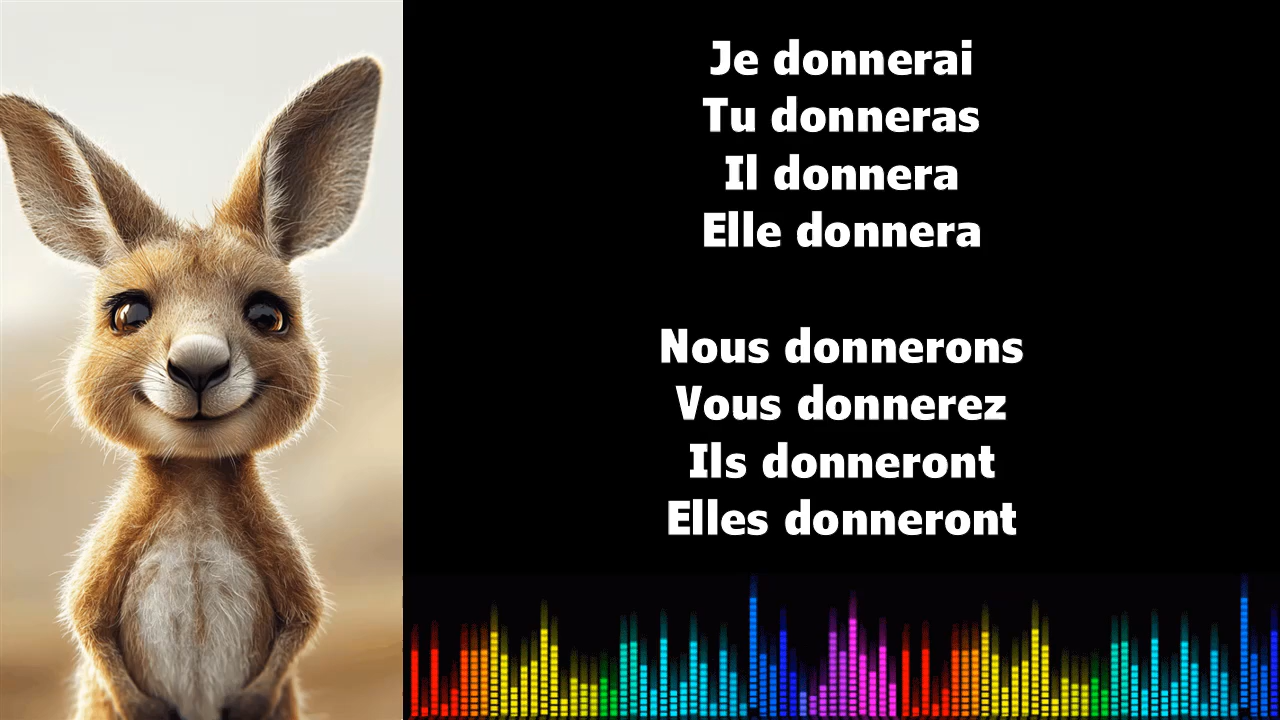 Je donnerai
Tu donneras
Il donnera
Elle donnera
Nous donnerons
Vous donnerez
Ils donneront
Elles donneront